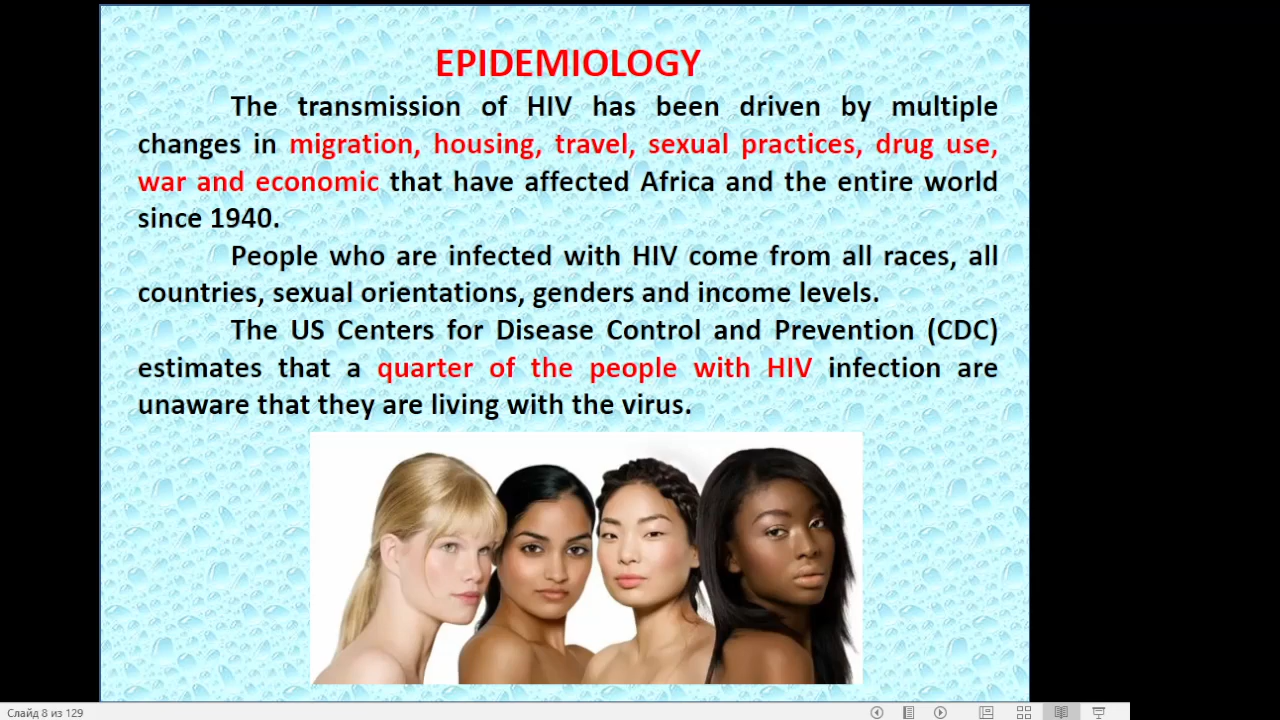 EPIDEMIOLOGY
The transmission of HIV has been driven by multiple
changes in migration, housing, travel, sexual practices, drug use,
war and economic that have affected Africa and the entire world
since 1940.
People who are infected with HIV come from all races, all
countries, sexual orientations, genders and income levels.
The US Centers for Disease Control and Prevention (CDC)
estimates that a quarter of the people with HIV infection are
unaware that they are living with the virus.
Слайд 8 из 129